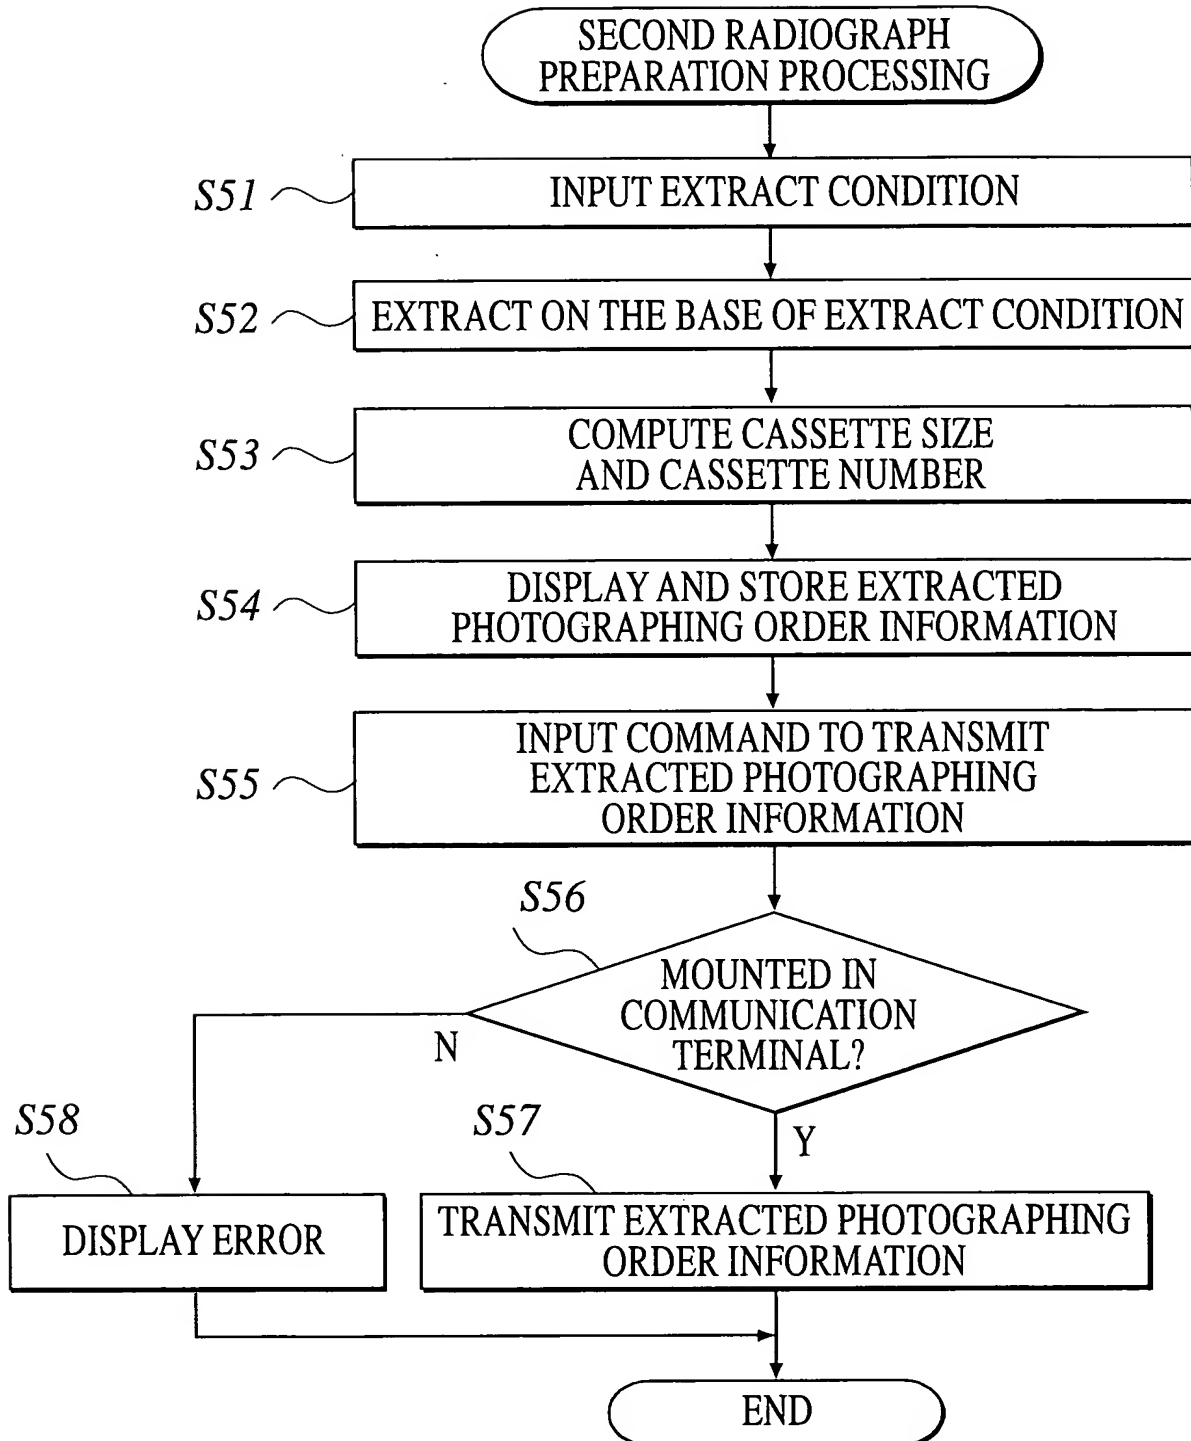 SECOND RADIOGRAPH
PREPARATION PROCESSING
S51
INPUT EXTRACT CONDITION
S52
EXTRACT ON THE BASE OF EXTRACT CONDITION
S53
COMPUTE CASSETTE SIZE
AND CASSETTE NUMBER
S54
DISPLAY AND STORE EXTRACTED
PHOTOGRAPHING ORDER INFORMATION
S55
INPUT COMMAND TO TRANSMIT
EXTRACTED PHOTOGRAPHING
ORDER INFORMATION
S56
MOUNTED IN
COMMUNICATION
TERMINAL?
N
Y
S58
DISPLAY ERROR
S57
TRANSMIT EXTRACTED PHOTOGRAPHING
ORDER INFORMATION
END